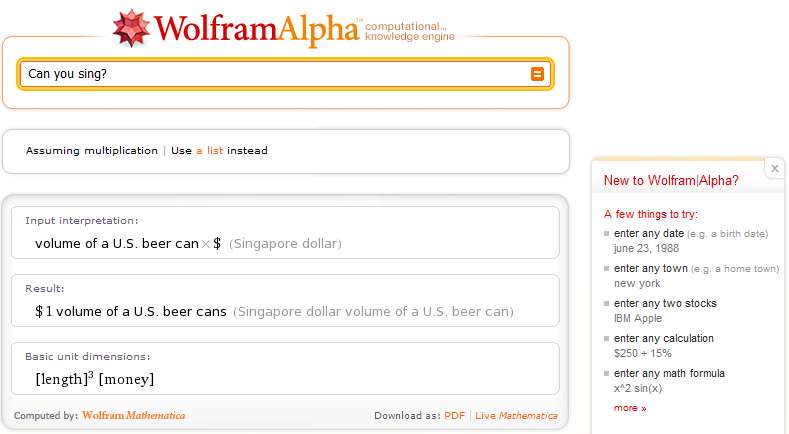 WolframAlpha™ computational...
knowledge engine
Can you sing?
Assuming multiplication | Use a list instead
Input interpretation:
volume of a U.S. beer can × $ (Singapore dollar)
Result:
$1 volume of a U.S. beer cans (Singapore dollar volume of a U.S. beer can)
Basic unit dimensions:
[length]³ [money]
Computed by: Wolfram Mathematica
Download as: PDF | Live Mathematica
New to Wolfram|Alpha?
A few things to try:
enter any date (e.g. a birth date)
june 23, 1988
enter any town (e.g. a home town)
new york
enter any two stocks
IBM Apple
enter any calculation
$250 + 15%
enter any math formula
x^2 sin(x)
more »